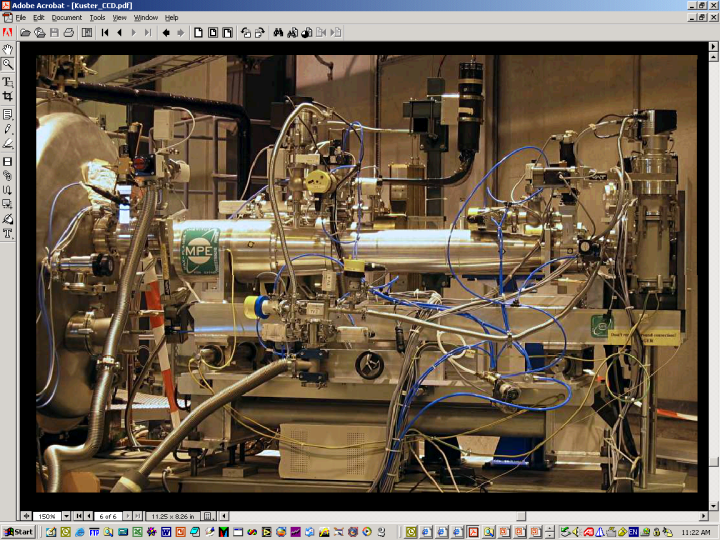 Adobe Acrobat - [Kuster_CCD.pdf]
File Edit Document Tools View Window Help
MPE
150%
6 of 6
11.25 x 8.26 in
Start
FTP
EN
11:22 AM